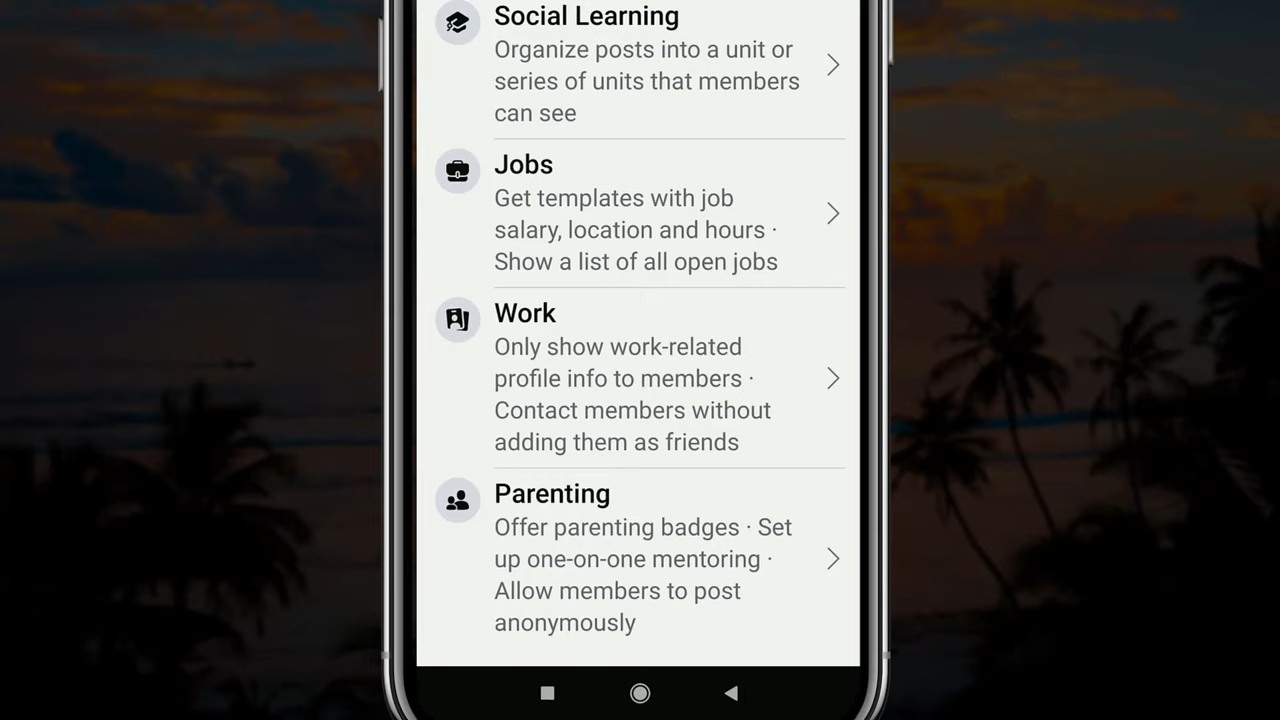 Social Learning
Organize posts into a unit or
series of units that members
can see
Jobs
Get templates with job
salary, location and hours ·
Show a list of all open jobs
Work
Only show work-related
profile info to members ·
Contact members without
adding them as friends
Parenting
Offer parenting badges · Set
up one-on-one mentoring ·
Allow members to post
anonymously